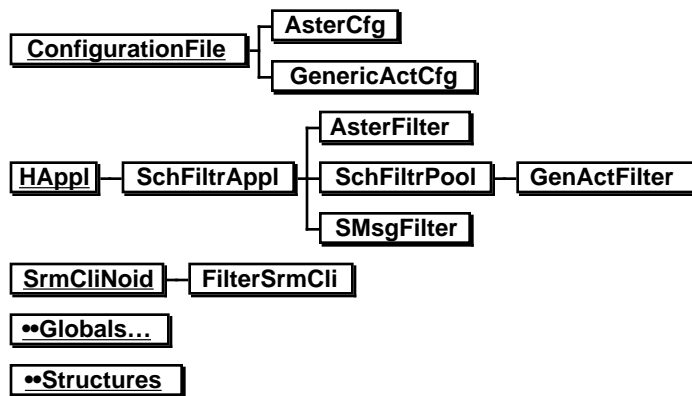 AsterCfg
ConfigurationFile
GenericActCfg
AsterFilter
HAppl SchFiltrAppl SchFiltrPool GenActFilter
SMsgFilter
SrmCliNoid FilterSrmCli
••Globals…
••Structures